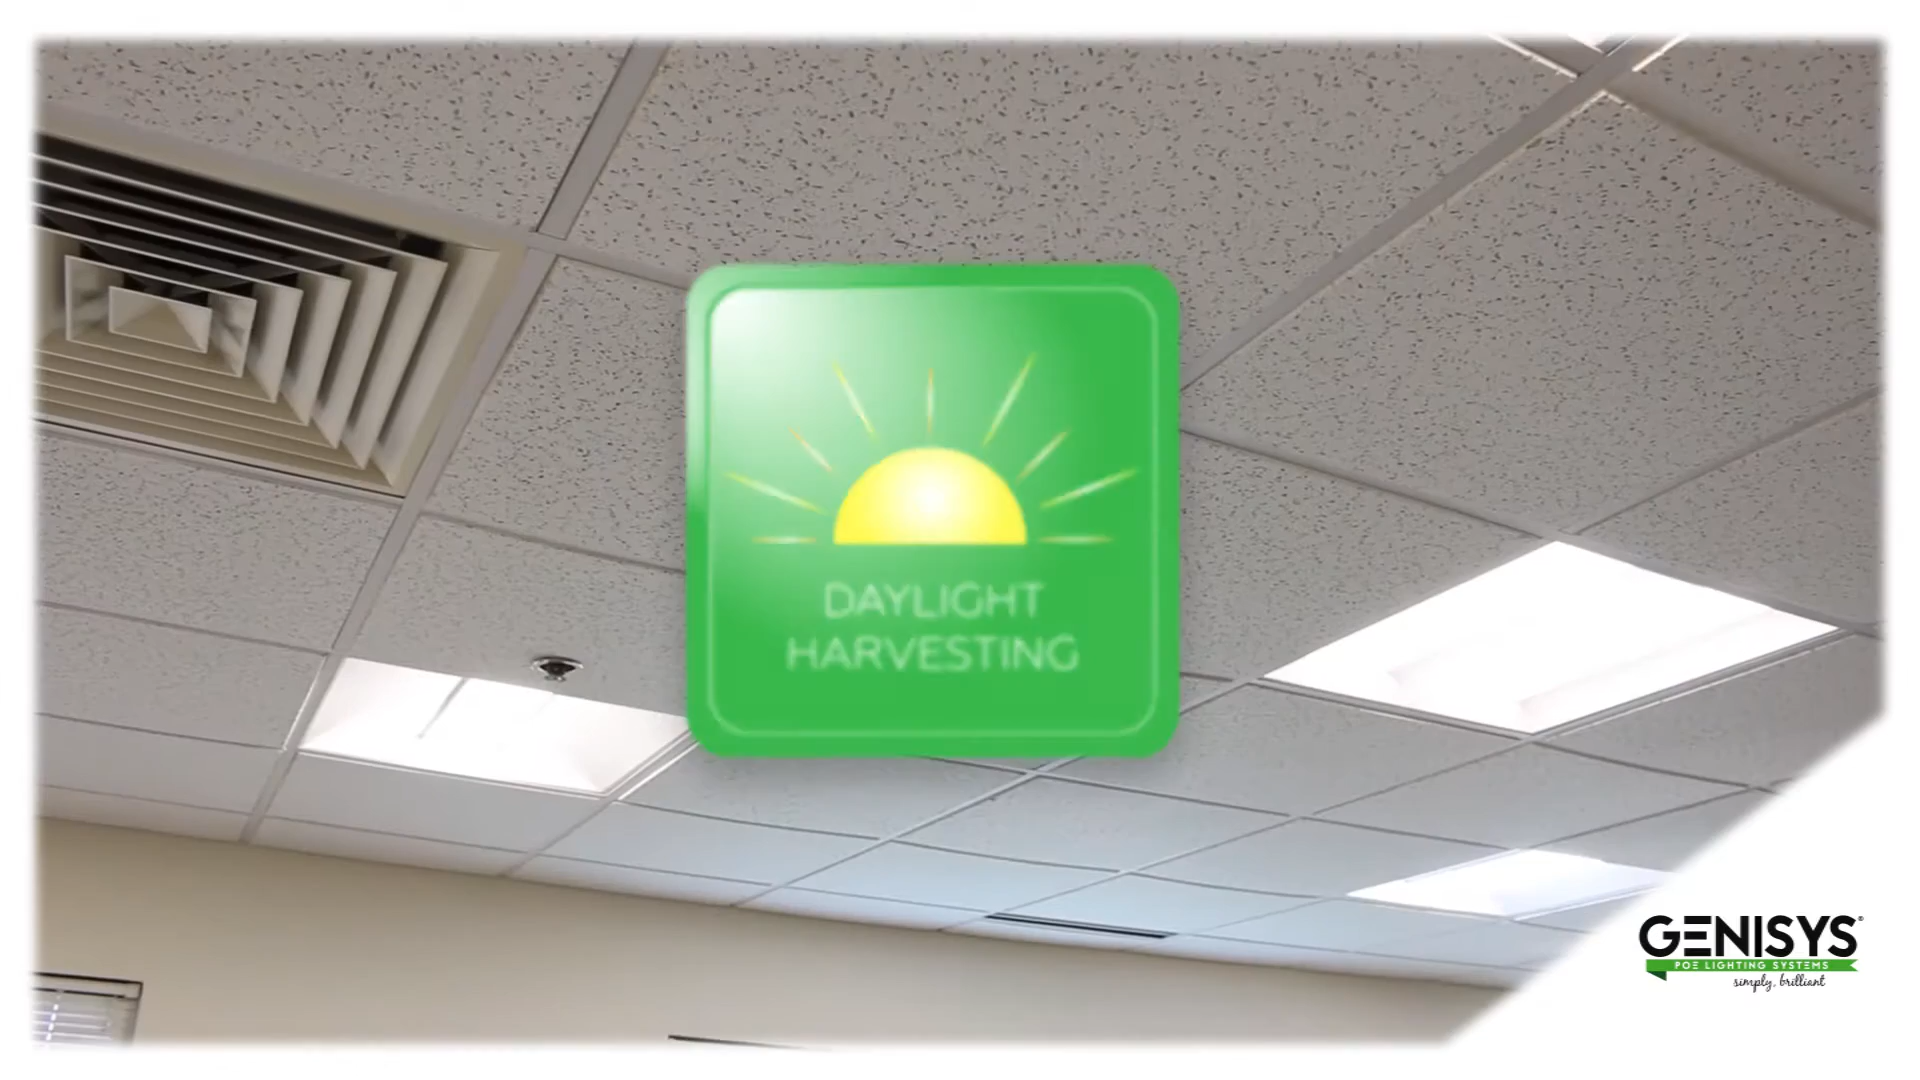 DAYLIGHT
HARVESTING
GENISYS®
POE LIGHTING SYSTEMS
simply, brilliant